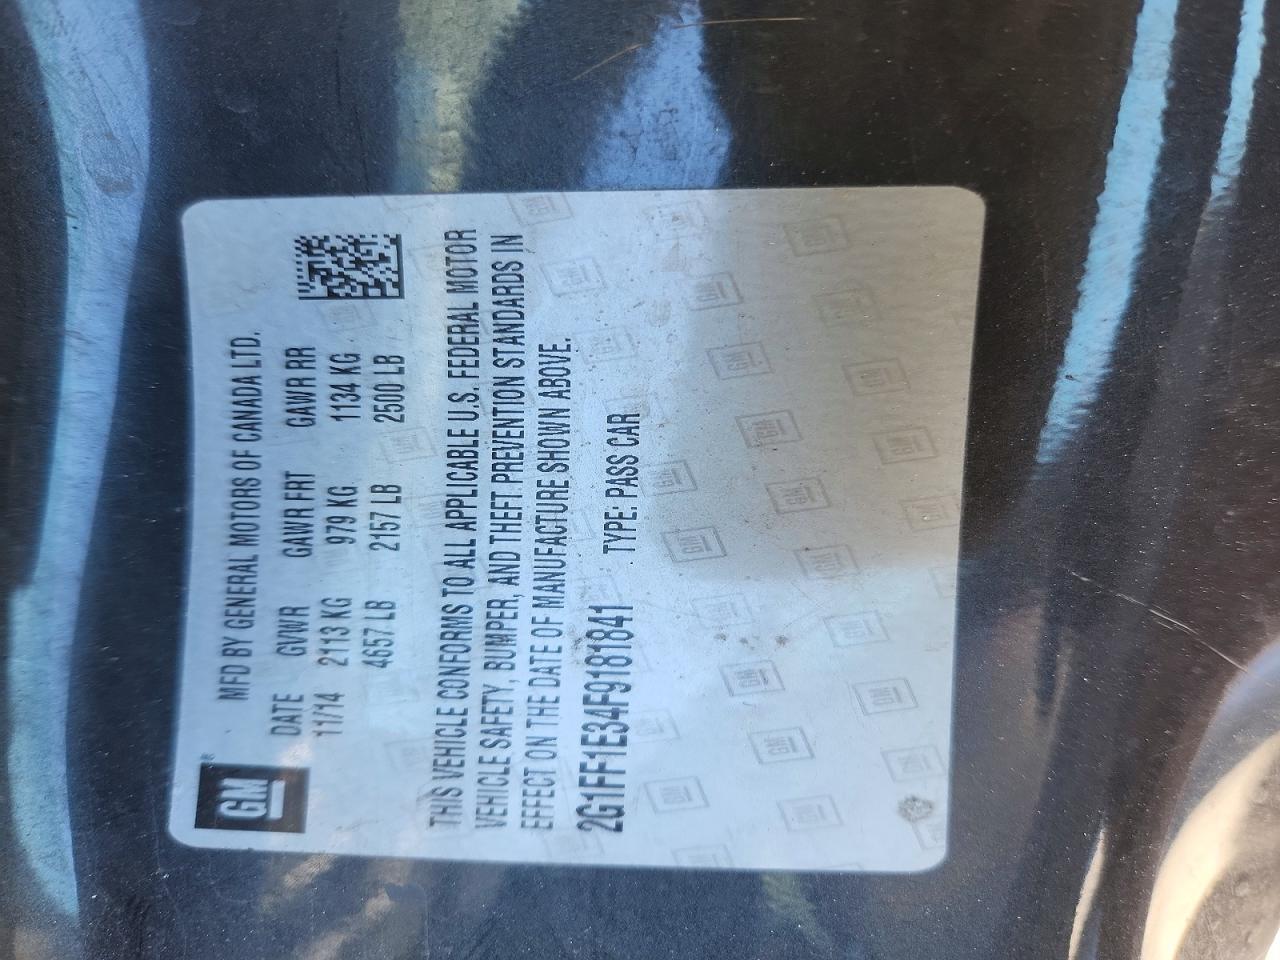 GM®
MFD BY GENERAL MOTORS OF CANADA LTD.
DATE GVWR GAWR FRT GAWR RR
11/14 2113 KG 979 KG 1134 KG
4657 LB 2157 LB 2500 LB
THIS VEHICLE CONFORMS TO ALL APPLICABLE U.S. FEDERAL MOTOR
VEHICLE SAFETY, BUMPER, AND THEFT PREVENTION STANDARDS IN
EFFECT ON THE DATE OF MANUFACTURE SHOWN ABOVE.
2G1FF1E34F9181841 TYPE: PASS CAR